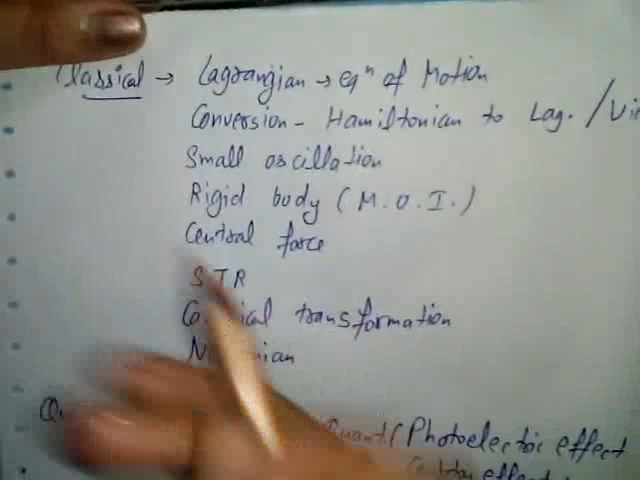 Classical → Lagrangian → eqⁿ of Motion
Conversion - Hamiltonian to Lag. /
Small oscillation
Rigid body (M.O.I.)
Central force
STR
transformation
(Photoelectric effect
effect